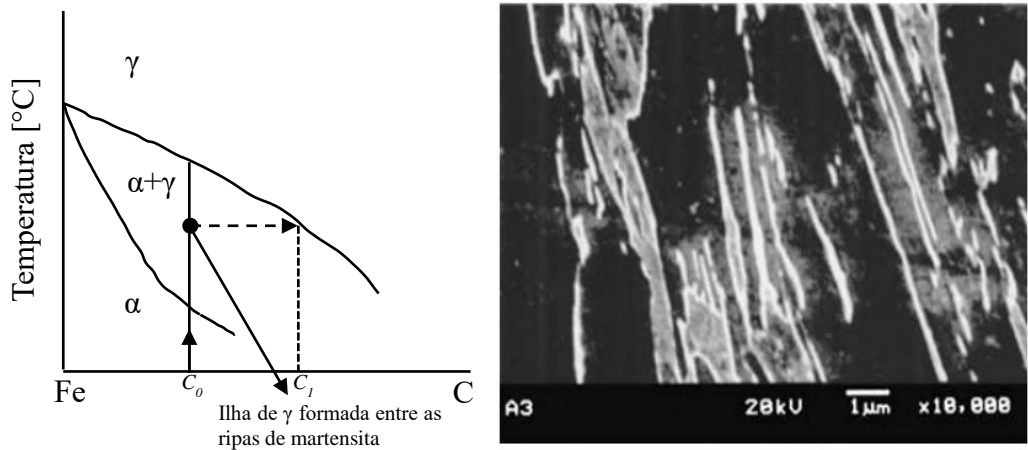 Temperatura [°C]
γ
α+γ
α
Fe
C₀
C₁
C
Ilha de γ formada entre as
ripas de martensita
A3 20kV 1μm x10,000